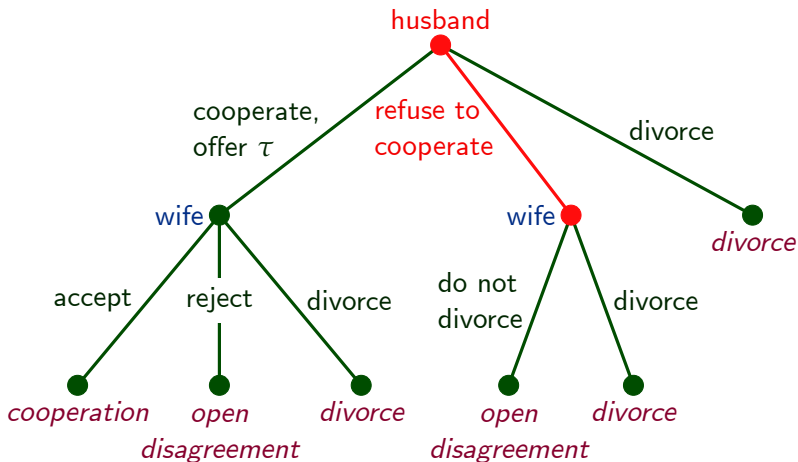 husband
cooperate,
offer τ
refuse to
cooperate
divorce
wife
wife
divorce
accept
reject
divorce
do not
divorce
divorce
cooperation
open
disagreement
divorce
open
disagreement
divorce